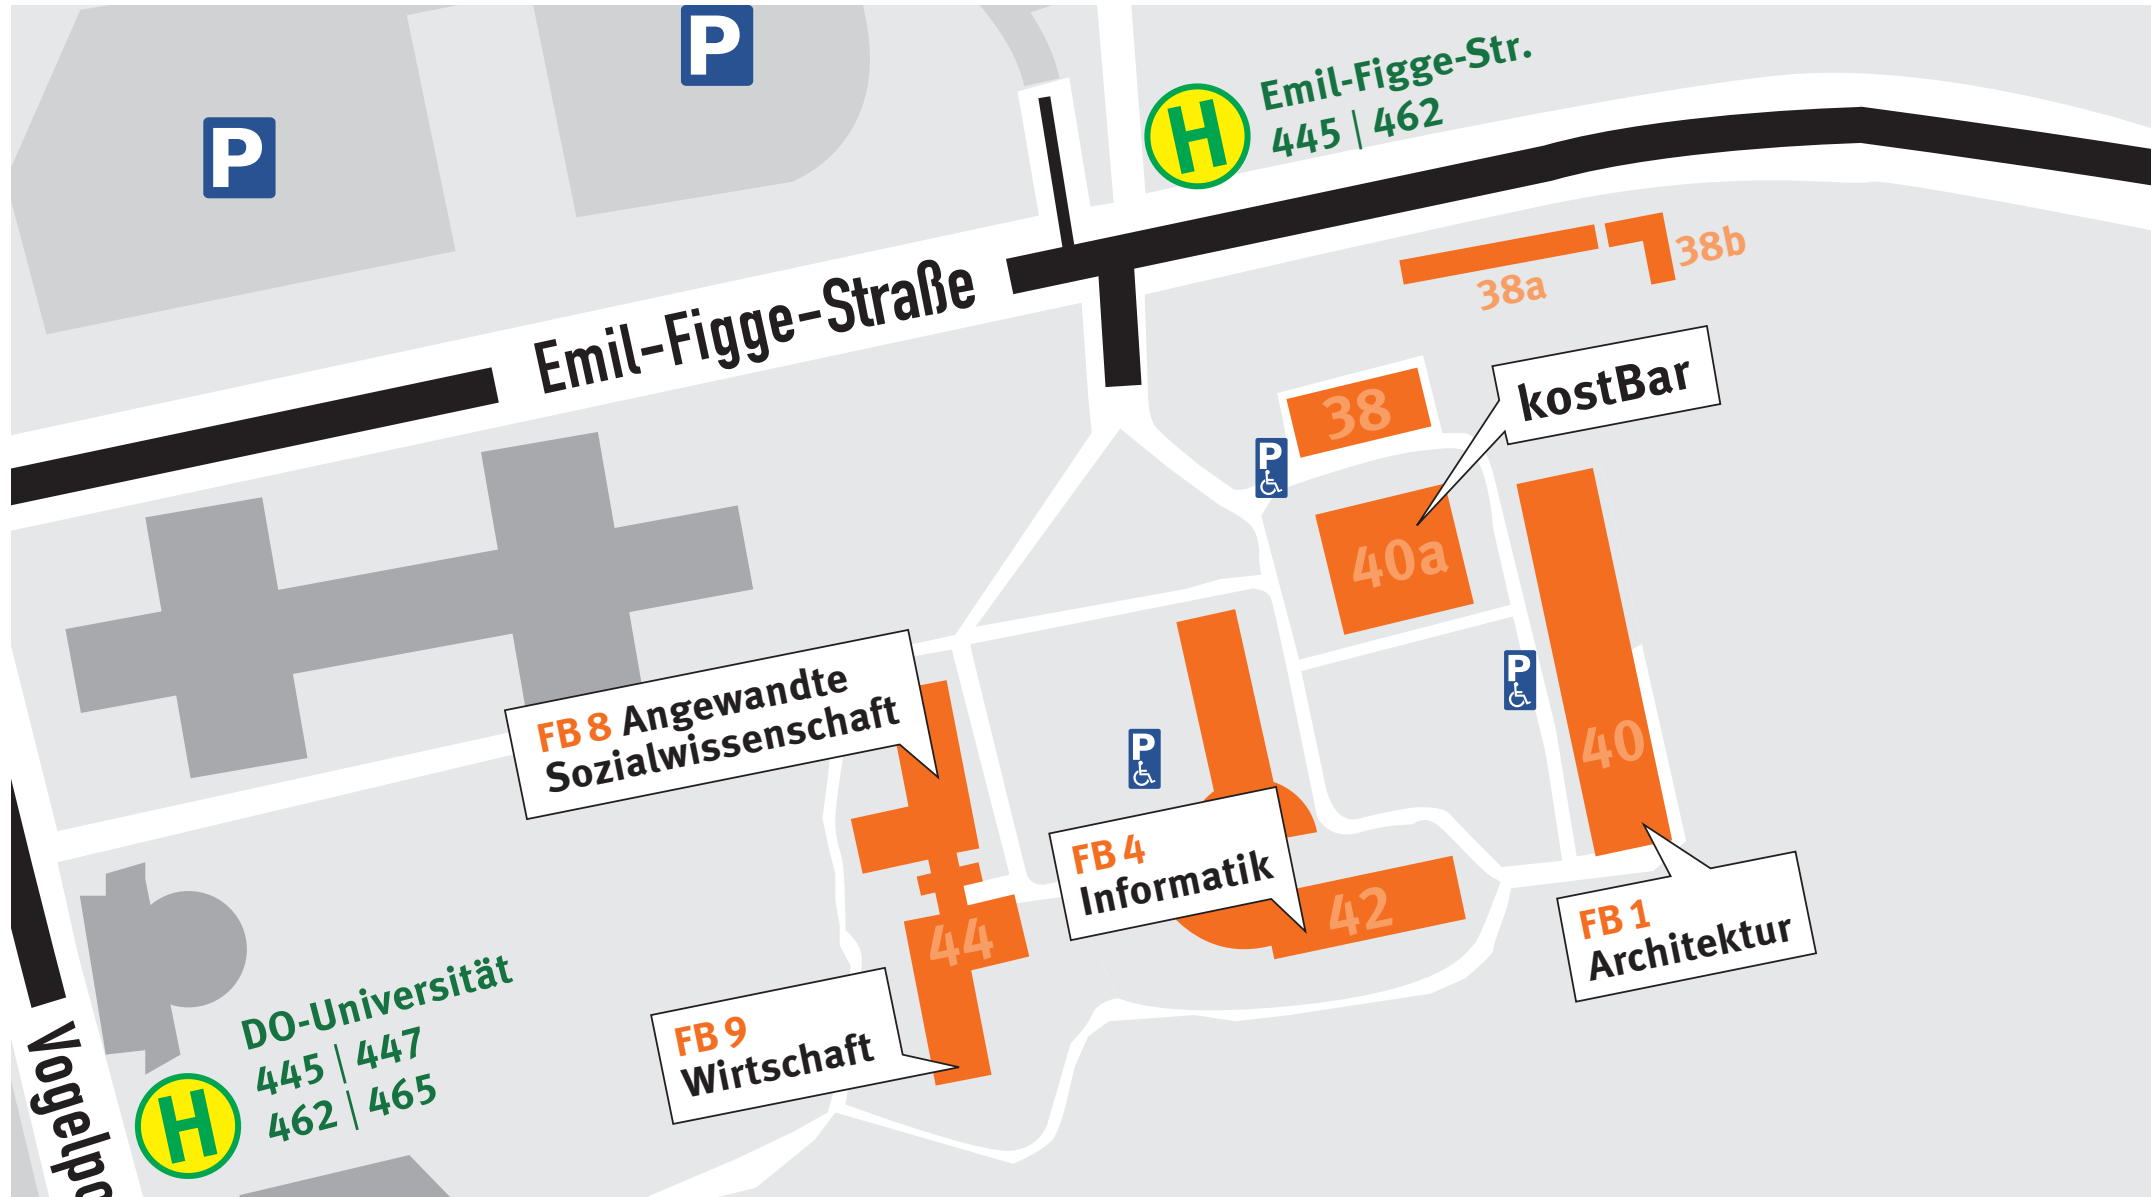 P
P
H
Emil-Figge-Str.
445 | 462
Emil-Figge-Straße
38a
38b
38
kostBar
P
40a
40
P
FB 8 Angewandte
Sozialwissenschaft
P
FB 4
Informatik
42
44
FB 1
Architektur
FB 9
Wirtschaft
DO-Universität
445 | 447
462 | 465
H
Vogelpo